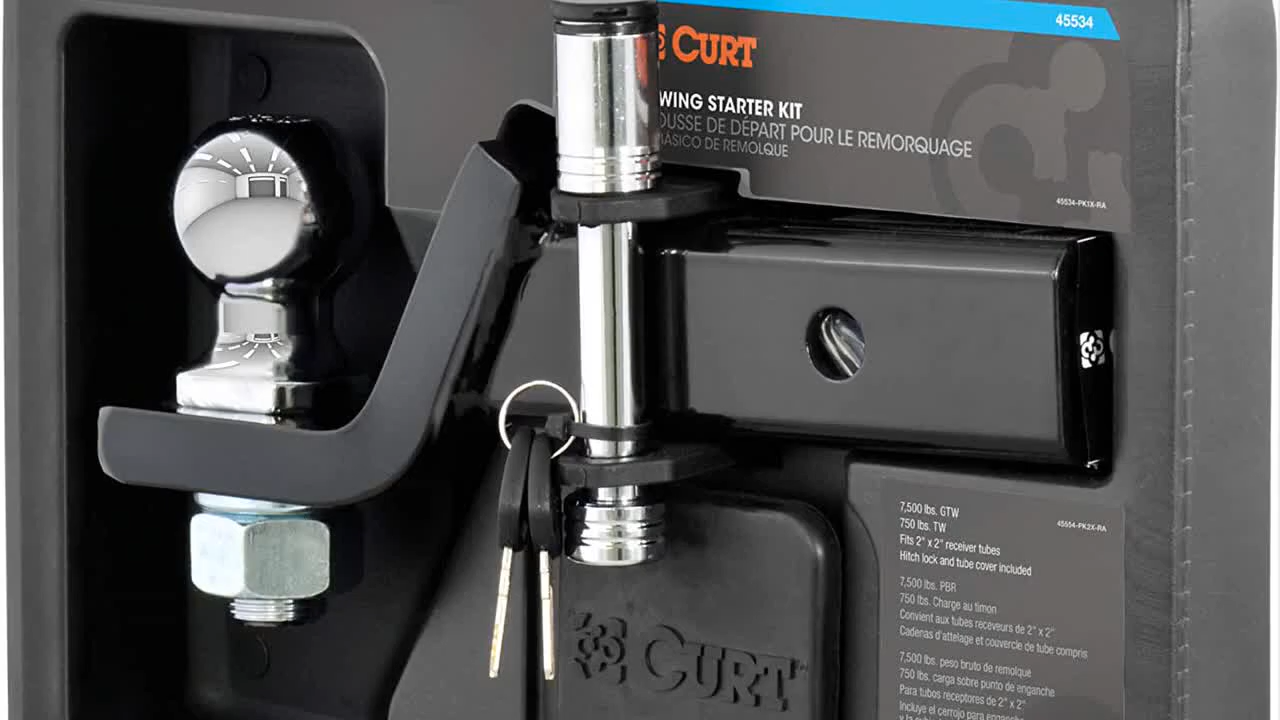 45534
CURT
WING STARTER KIT
OUSSE DE DÉPART POUR LE REMORQUAGE
BÁSICO DE REMOLQUE
45534-PK1X-RA
7,500 lbs. GTW
750 lbs. TW
Fits 2" x 2" receiver tubes
Hitch lock and tube cover included
45554-PK2X-RA
7,500 lbs. PBR
750 lbs. Charge au timon
Convient aux tubes receveurs de 2" x 2"
Cadenas d'attelage et couvercle de tube compris
7,500 lbs. peso bruto de remolque
750 lbs. carga sobre punto de enganche
Para tubos receptores de 2" x 2"
Incluye el cerrojo para enganche
CURT